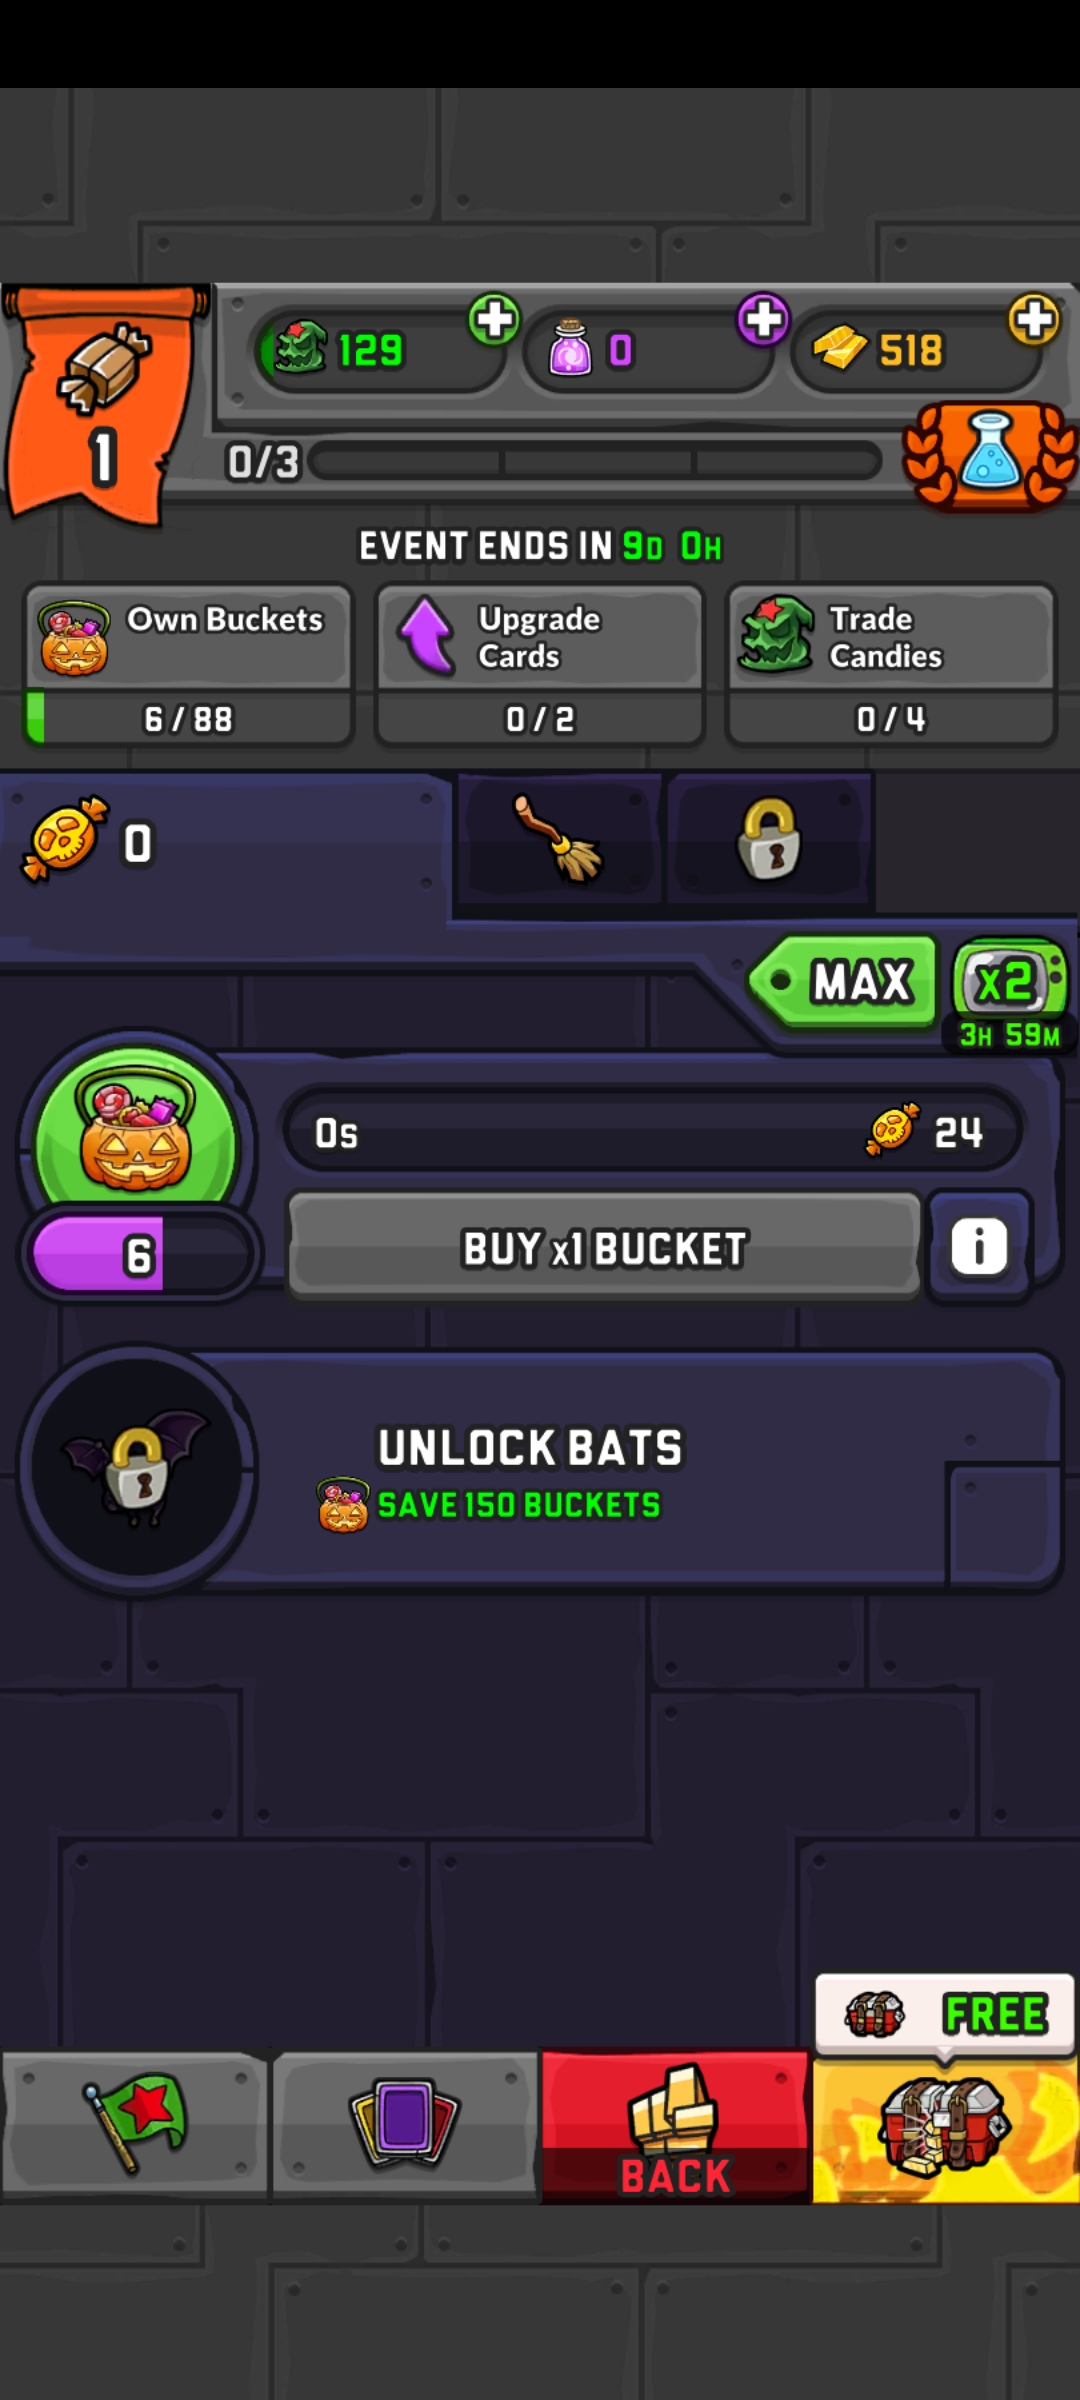 129
0
518
1
0/3
EVENT ENDS IN 9D 0H
Own Buckets
6 / 88
Upgrade
Cards
0 / 2
Trade
Candies
0 / 4
0
MAX
x2
3H 59M
0s
24
6
BUY x1 BUCKET
i
UNLOCK BATS
SAVE 150 BUCKETS
FREE
BACK